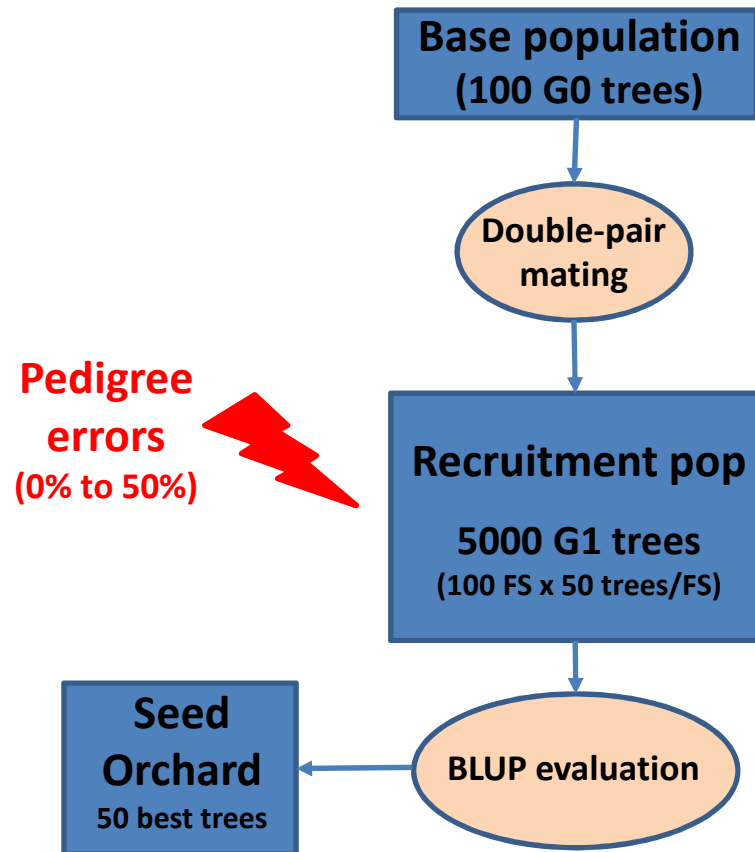 Base population
(100 G0 trees)
Double-pair
mating
Pedigree
errors
(0% to 50%)
Recruitment pop
5000 G1 trees
(100 FS x 50 trees/FS)
Seed
Orchard
50 best trees
BLUP evaluation